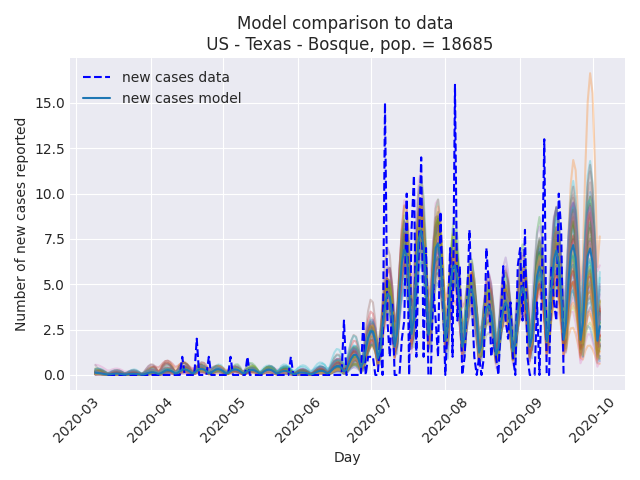 Model comparison to data
US - Texas - Bosque, pop. = 18685
new cases data
new cases model
Number of new cases reported
15.0
12.5
10.0
7.5
5.0
2.5
0.0
2020-03
2020-04
2020-05
2020-06
2020-07
2020-08
2020-09
2020-10
Day